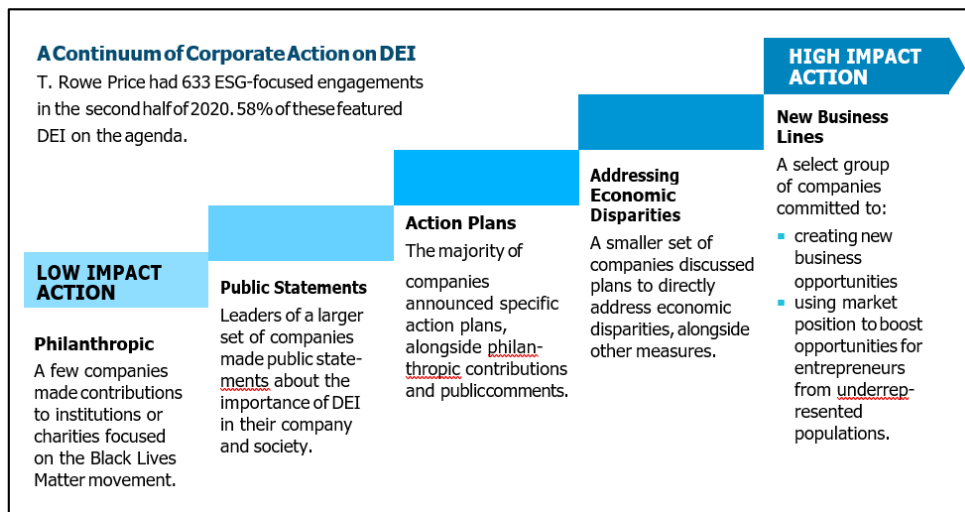 A Continuum of Corporate Action on DEI
T. Rowe Price had 633 ESG-focused engagements
in the second half of 2020. 58% of these featured
DEI on the agenda.
LOW IMPACT
ACTION
Philanthropic
A few companies
made contributions
to institutions or
charities focused
on the Black Lives
Matter movement.
Public Statements
Leaders of a larger
set of companies
made public state-
ments about the
importance of DEI
in their company
and society.
Action Plans
The majority of
companies
announced specific
action plans,
alongside philan-
thropic contributions
and publiccomments.
Addressing
Economic
Disparities
A smaller set of
companies discussed
plans to directly
address economic
disparities, alongside
other measures.
HIGH IMPACT
ACTION
New Business
Lines
A select group
of companies
committed to:
▪ creating new
business
opportunities
▪ using market
position to boost
opportunities for
entrepreneurs
from underrep-
resented
populations.